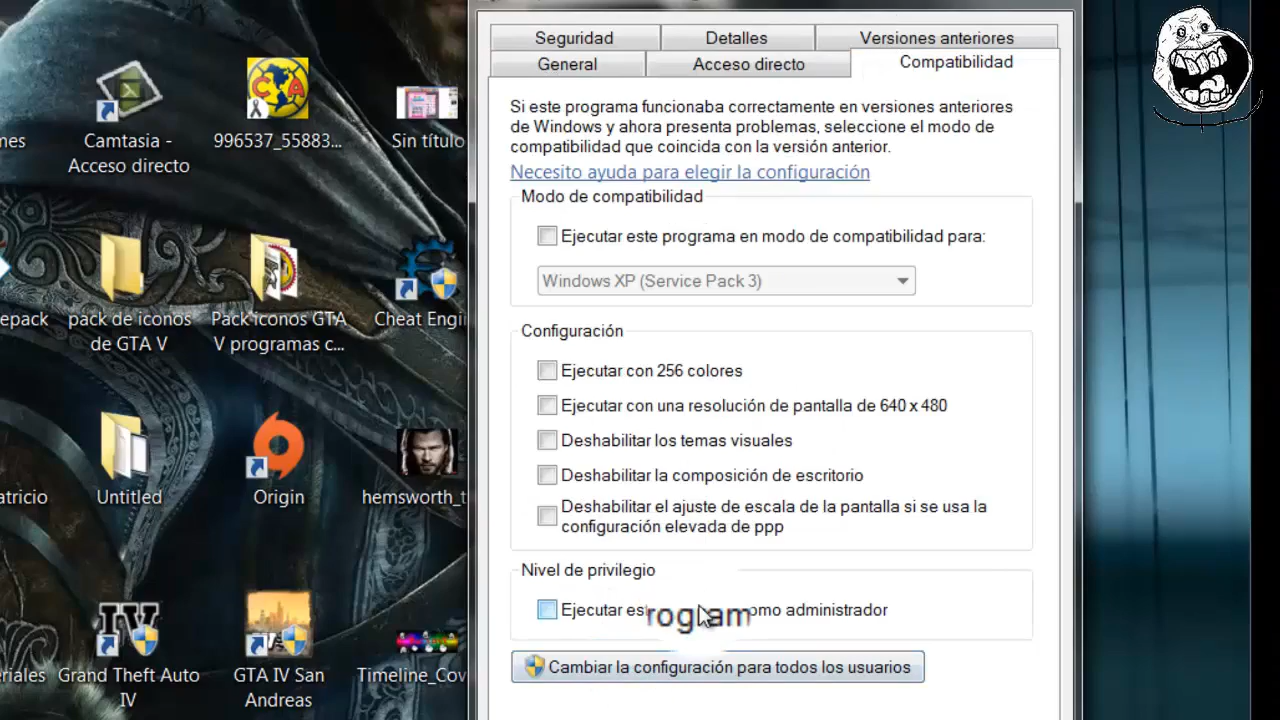 nes
Camtasia -
Acceso directo
996537_55883...
Sin título
epack
pack de iconos
de GTA V
Pack iconos GTA
V programas c...
Cheat Engi
atricio
Untitled
Origin
hemsworth_t
eriales
Grand Theft Auto
IV
GTA IV San
Andreas
Timeline_Cov
Seguridad
Detalles
Versiones anteriores
General
Acceso directo
Compatibilidad
Si este programa funcionaba correctamente en versiones anteriores
de Windows y ahora presenta problemas, seleccione el modo de
compatibilidad que coincida con la versión anterior.
Necesito ayuda para elegir la configuración
Modo de compatibilidad
Ejecutar este programa en modo de compatibilidad para:
Windows XP (Service Pack 3)
Configuración
Ejecutar con 256 colores
Ejecutar con una resolución de pantalla de 640 x 480
Deshabilitar los temas visuales
Deshabilitar la composición de escritorio
Deshabilitar el ajuste de escala de la pantalla si se usa la
configuración elevada de ppp
Nivel de privilegio
Ejecutar est rogram omo administrador
Cambiar la configuración para todos los usuarios